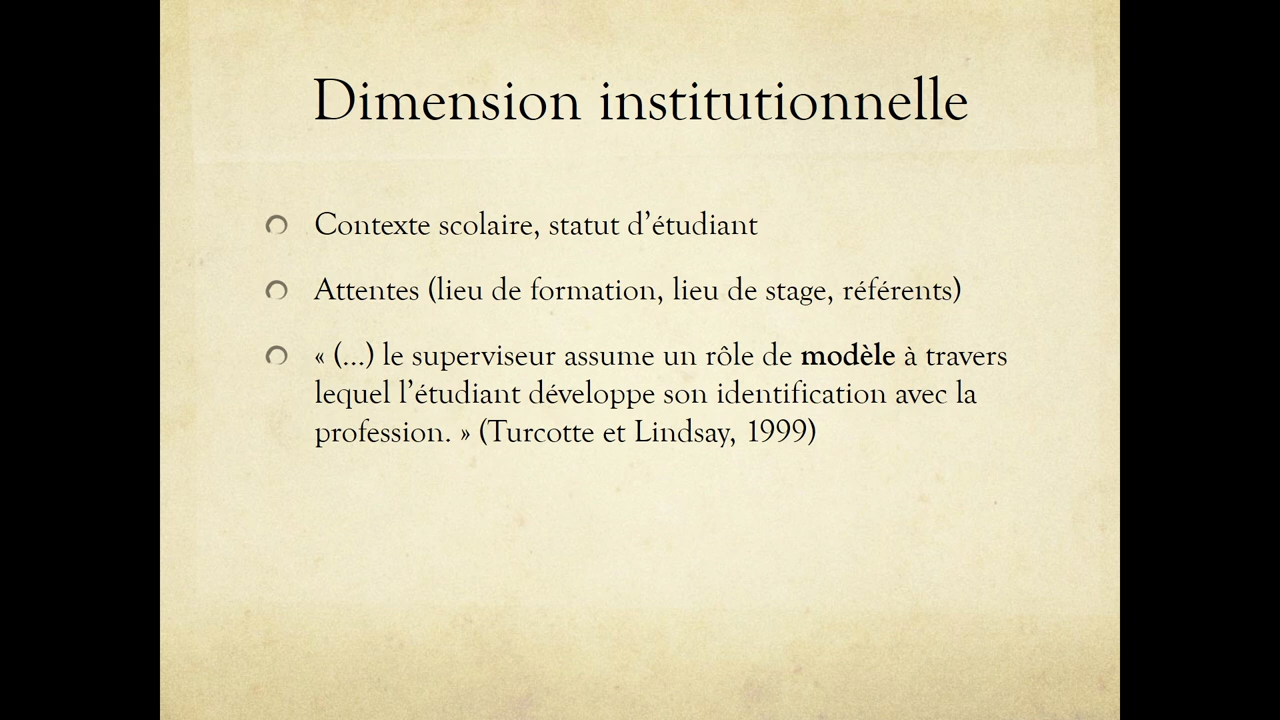 Dimension institutionnelle
Contexte scolaire, statut d’étudiant
Attentes (lieu de formation, lieu de stage, référents)
« (...) le superviseur assume un rôle de modèle à travers
lequel l’étudiant développe son identification avec la
profession. » (Turcotte et Lindsay, 1999)